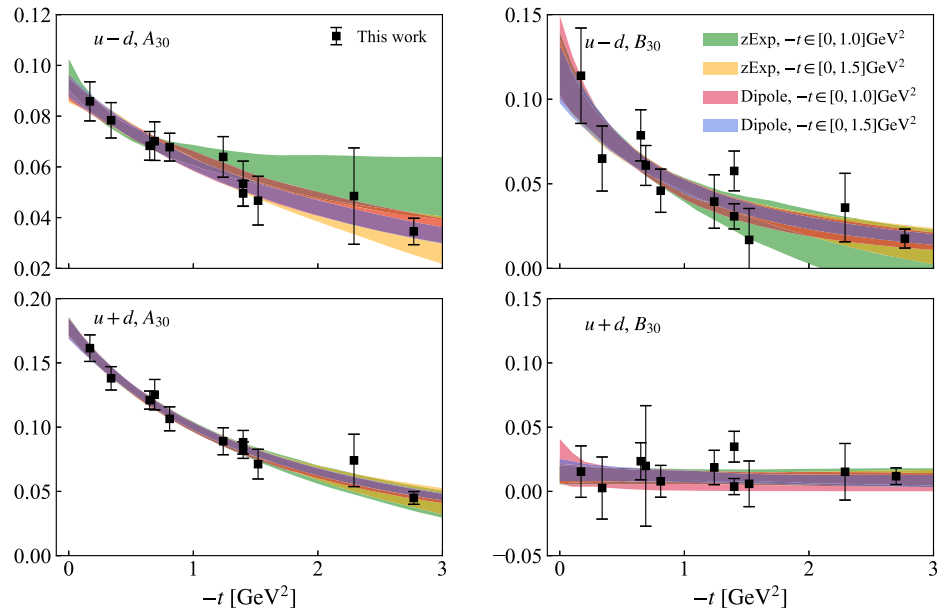 0.12
0.10
0.08
0.06
0.04
0.02
u−d, A₃₀
This work
0.15
0.10
0.05
0.00
u−d, B₃₀
zExp, −t∈[0, 1.0]GeV²
zExp, −t∈[0, 1.5]GeV²
Dipole, −t∈[0, 1.0]GeV²
Dipole, −t∈[0, 1.5]GeV²
0.20
0.15
0.10
0.05
0.00
u+d, A₃₀
0 1 2 3
−t [GeV²]
0.15
0.10
0.05
0.00
−0.05
u+d, B₃₀
0 1 2 3
−t [GeV²]